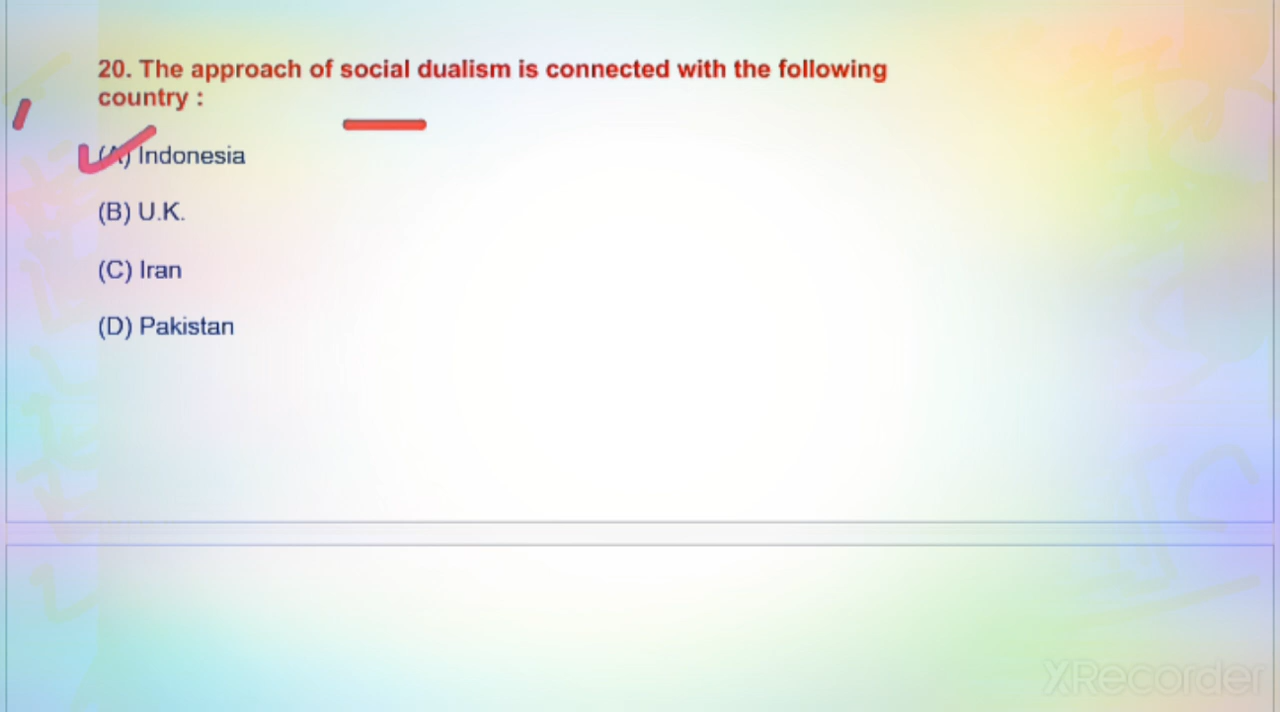 20. The approach of social dualism is connected with the following
country :
(A) Indonesia
(B) U.K.
(C) Iran
(D) Pakistan
XRecorder